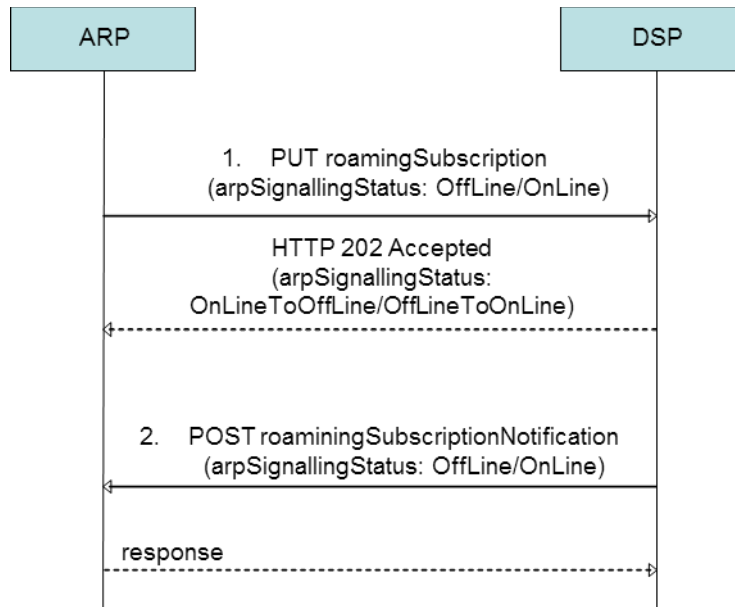 ARP
DSP
1. PUT roamingSubscription
(arpSignallingStatus: OffLine/OnLine)
HTTP 202 Accepted
(arpSignallingStatus:
OnLineToOffLine/OffLineToOnLine)
2. POST roaminingSubscriptionNotification
(arpSignallingStatus: OffLine/OnLine)
response